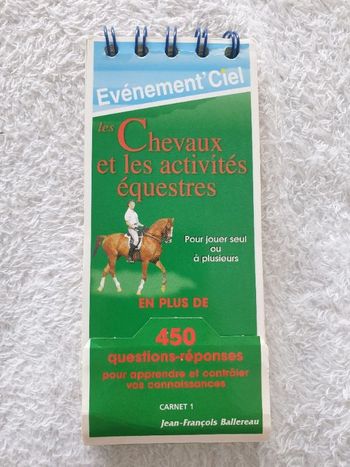 Evénement'Ciel
les Chevaux
et les activités
équestres
Pour jouer seul
ou
à plusieurs
EN PLUS DE
450
questions-réponses
pour apprendre et contrôler
vos connaissances
CARNET 1
Jean-François Ballereau